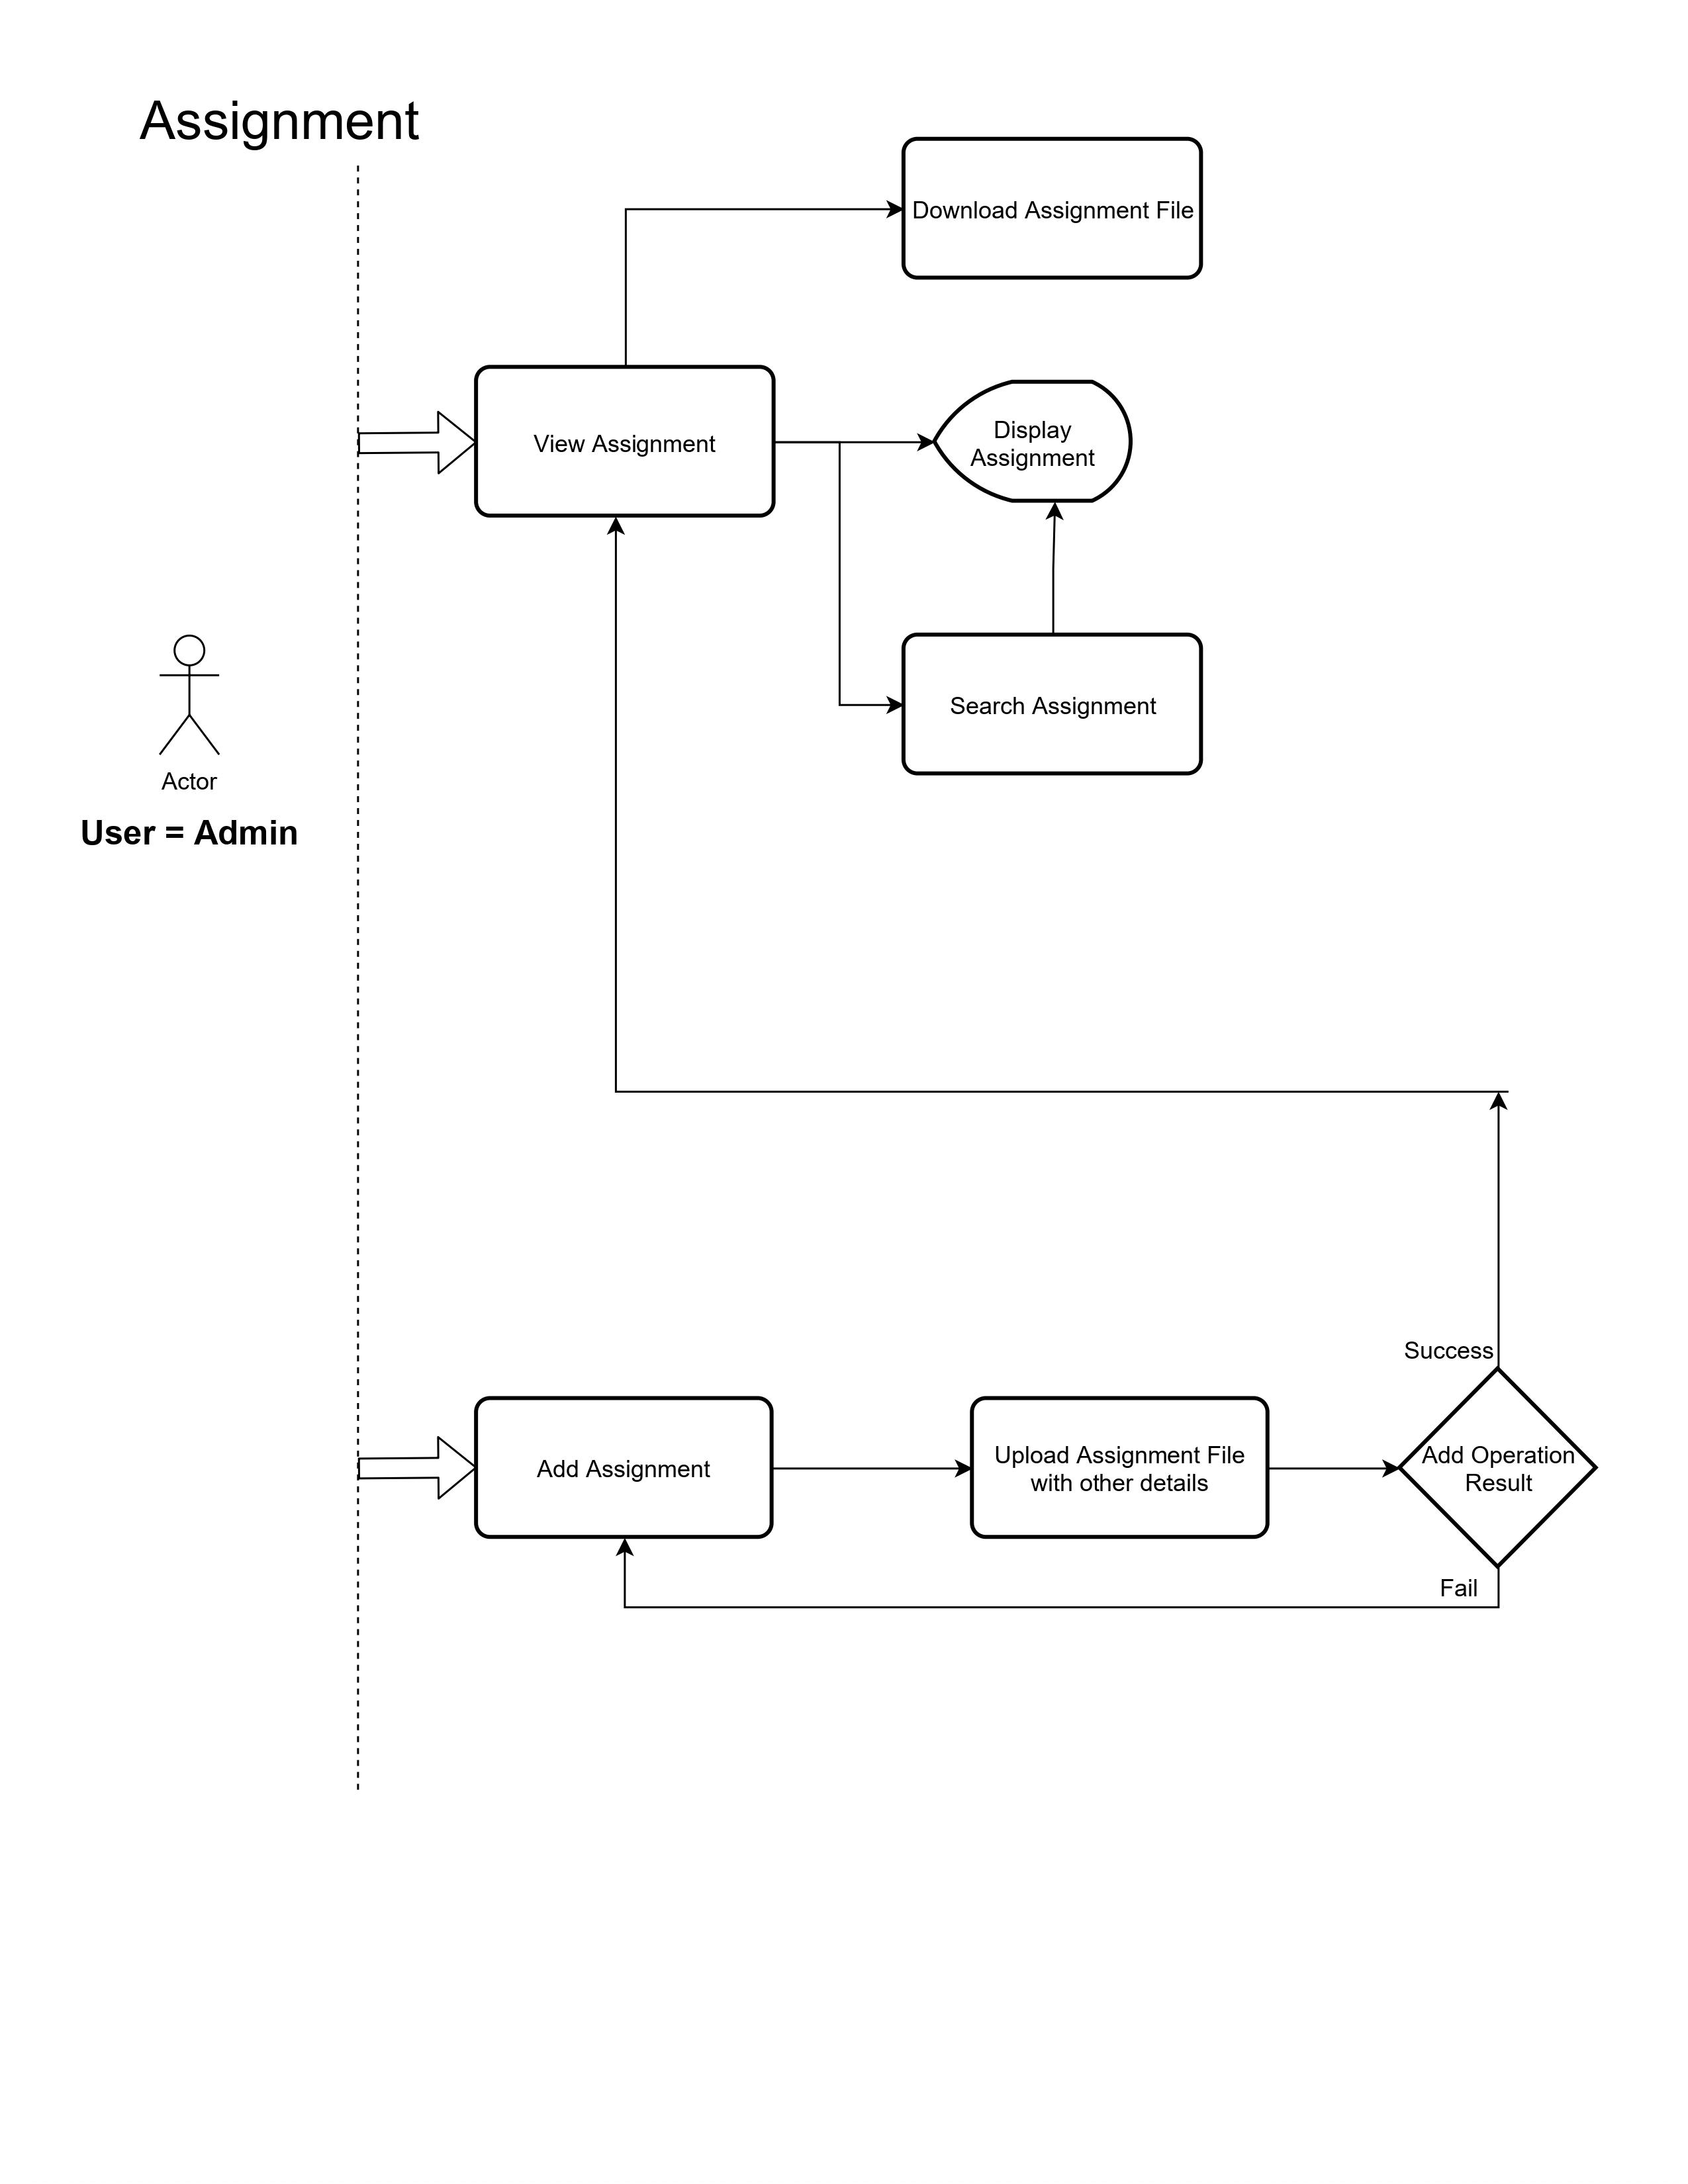 Assignment
Download Assignment File
View Assignment
Display
Assignment
Search Assignment
Actor
User = Admin
Success
Add Assignment
Upload Assignment File
with other details
Add Operation
Result
Fail